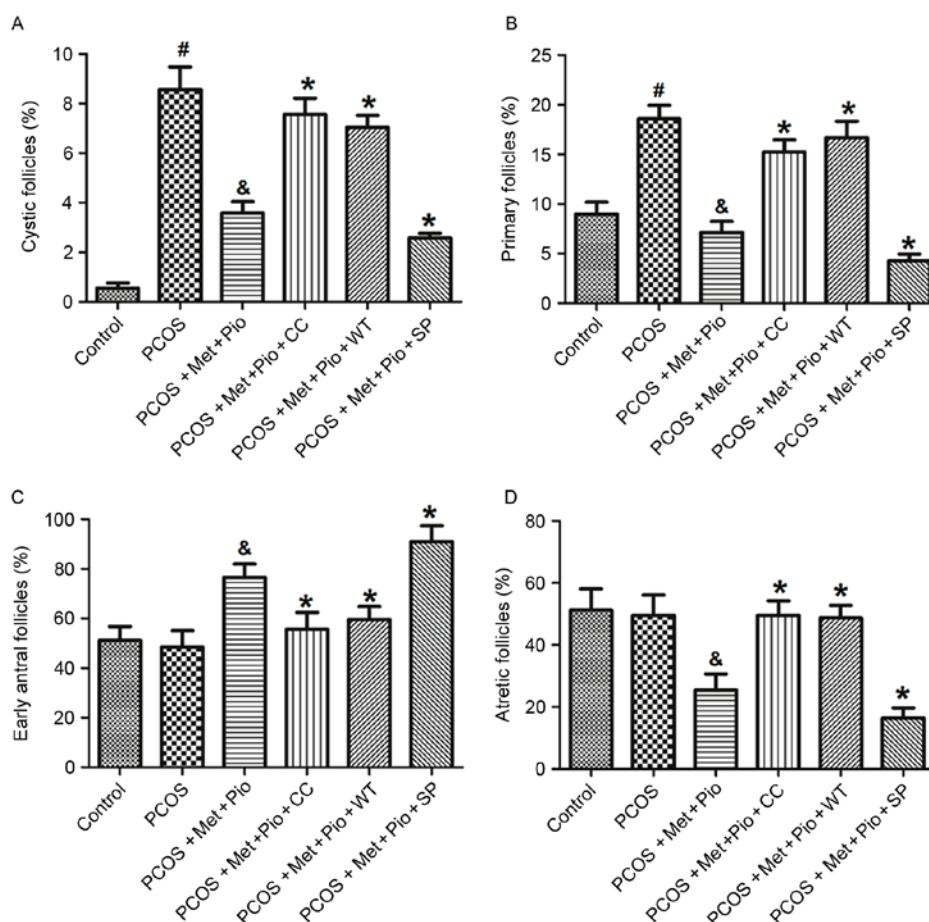 A
Cystic follicles (%)
10
8
6
4
2
0
#
&
*
*
*
Control
PCOS
PCOS + Met + Pio
PCOS + Met + Pio + CC
PCOS + Met + Pio + WT
PCOS + Met + Pio + SP
B
Primary follicles (%)
25
20
15
10
5
0
#
&
*
*
*
Control
PCOS
PCOS + Met + Pio
PCOS + Met + Pio + CC
PCOS + Met + Pio + WT
PCOS + Met + Pio + SP
C
Early antral follicles (%)
100
80
60
40
20
0
&
*
*
*
Control
PCOS
PCOS + Met + Pio
PCOS + Met + Pio + CC
PCOS + Met + Pio + WT
PCOS + Met + Pio + SP
D
Atretic follicles (%)
80
60
40
20
0
&
*
*
*
Control
PCOS
PCOS + Met + Pio
PCOS + Met + Pio + CC
PCOS + Met + Pio + WT
PCOS + Met + Pio + SP